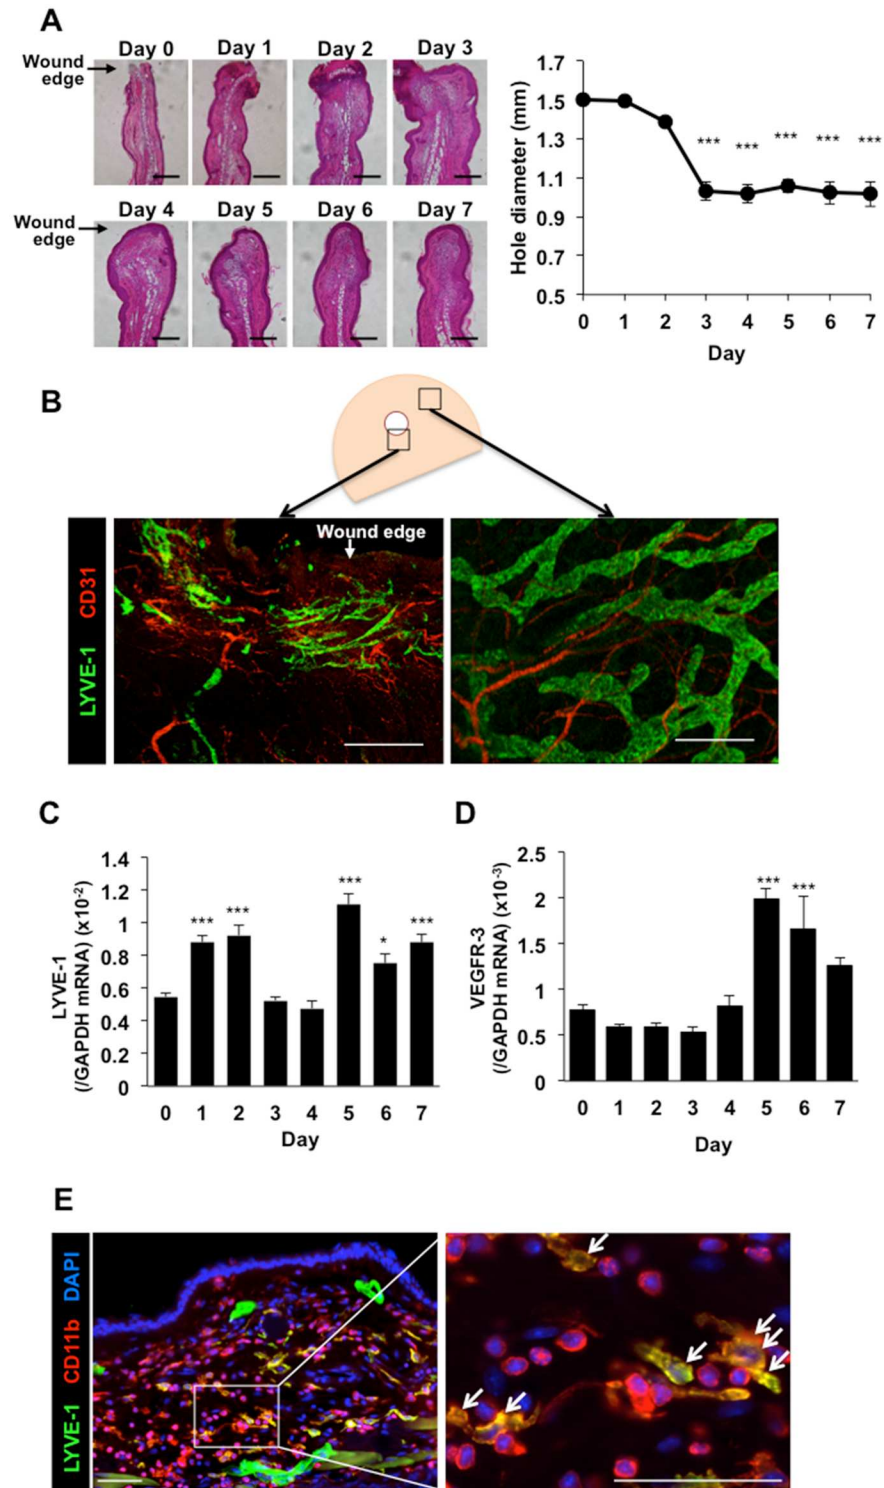 A
Day 0 Day 1 Day 2 Day 3
Wound
edge
Day 4 Day 5 Day 6 Day 7
Wound
edge
Hole diameter (mm)
1.7
1.5
1.3
1.1
0.9
0.7
0.5
*** *** *** *** ***
0 1 2 3 4 5 6 7
Day
B
LYVE-1 CD31
Wound edge
C
LYVE-1
(/GAPDH mRNA) (x10-2)
1.4
1.2
1
0.8
0.6
0.4
0.2
0
*** *** *** * ***
0 1 2 3 4 5 6 7
Day
D
VEGFR-3
(/GAPDH mRNA) (x10-3)
2.5
2
1.5
1
0.5
0
*** ***
0 1 2 3 4 5 6 7
Day
E
LYVE-1 CD11b DAPI